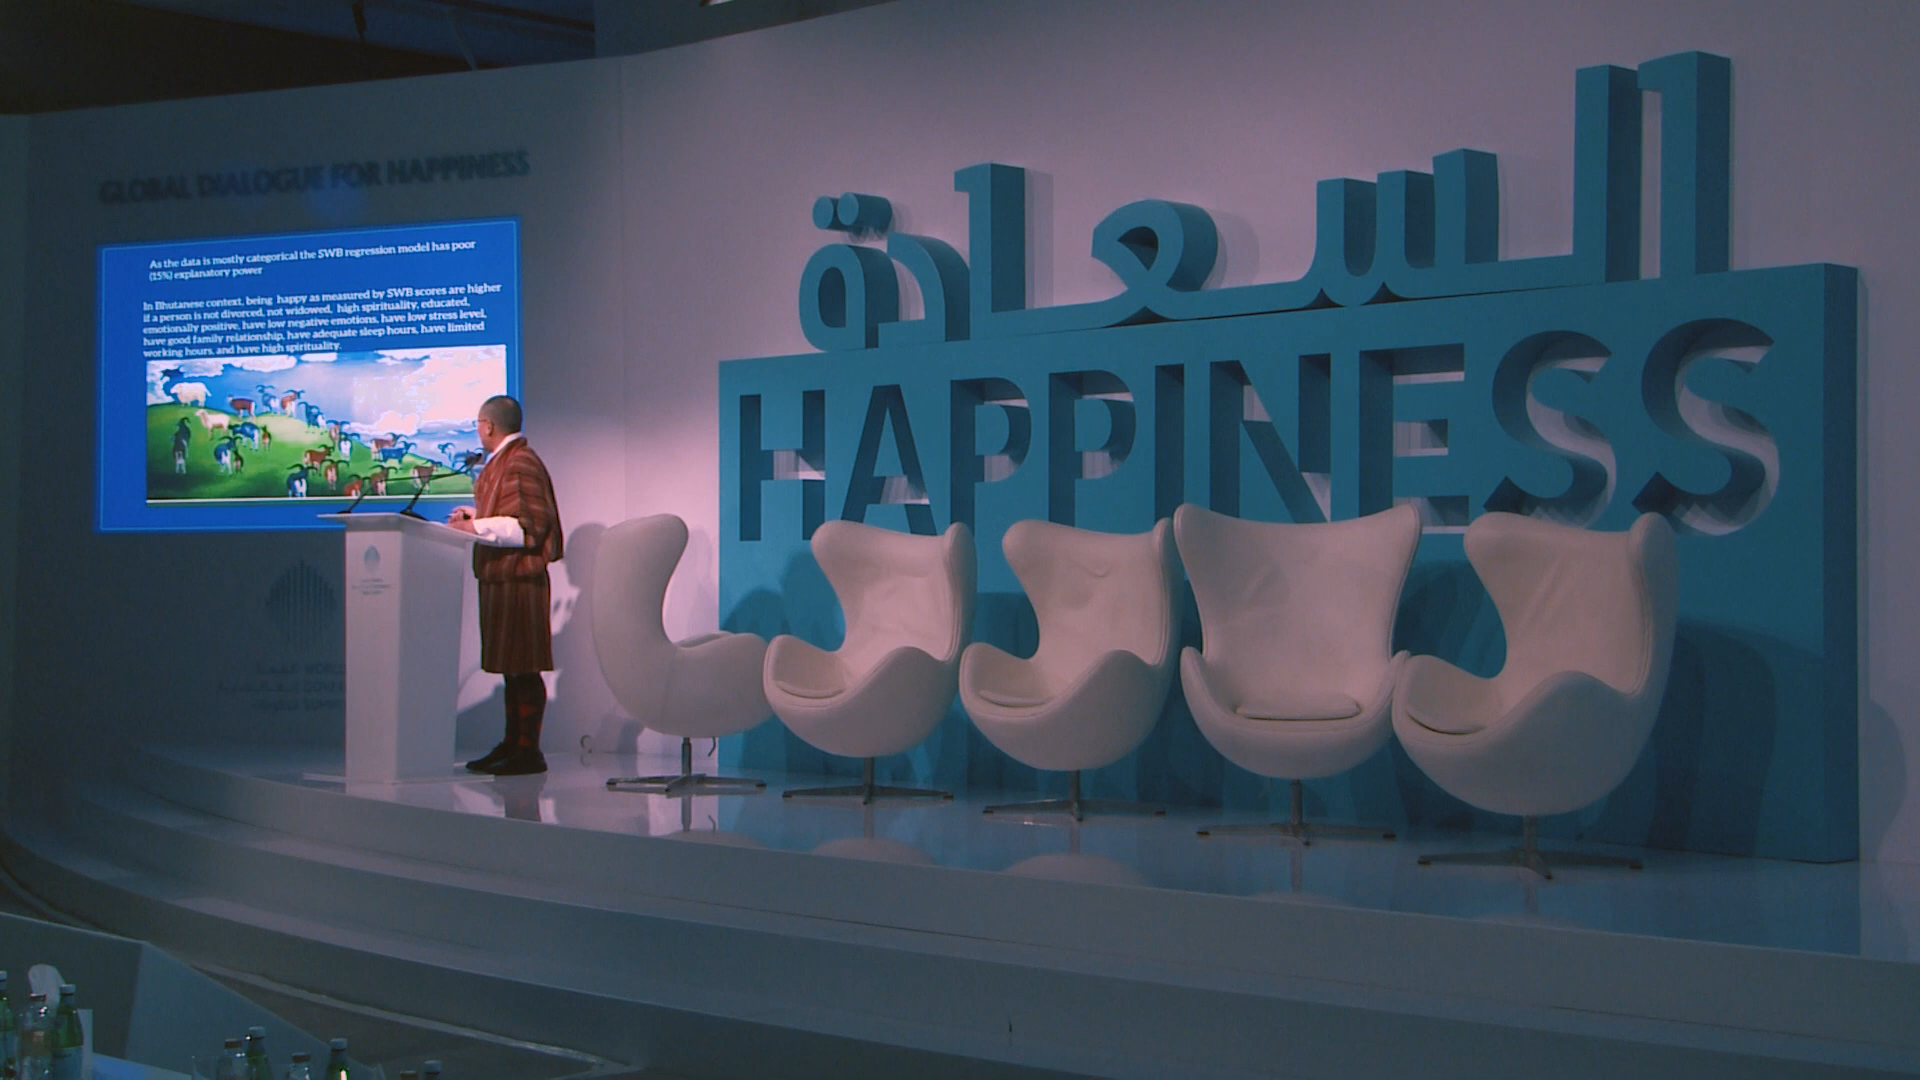 GLOBAL DIALOGUE FOR HAPPINESS
As the data is mostly categorical the SWB regression model has poor
(15%) explanatory power
In Bhutanese context, being happy as measured by SWB scores are higher
if a person is not divorced, not widowed, high spirituality, educated,
emotionally positive, have low negative emotions, have low stress level,
have good family relationship, have adequate sleep hours, have limited
working hours, and have high spirituality.
السعادة
HAPPINESS